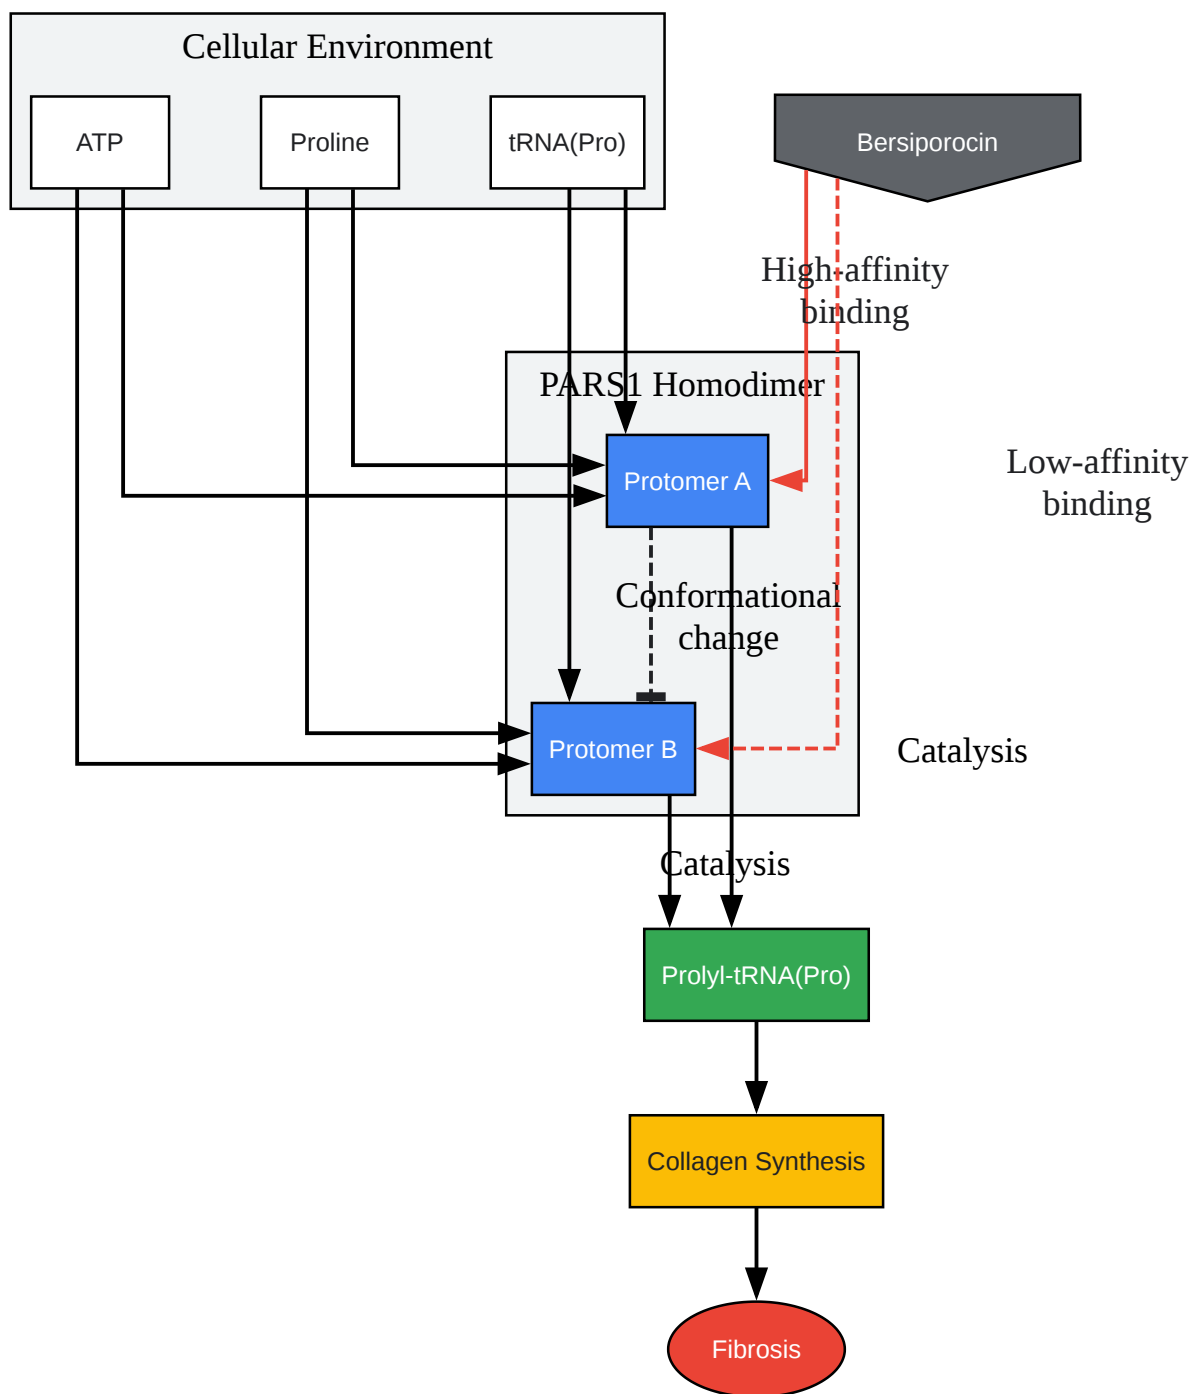 Cellular Environment
ATP
Proline
tRNA(Pro)
Bersiporocin
High-affinity
binding
PARS1 Homodimer
Protomer A
Low-affinity
binding
Conformational
change
Protomer B
Catalysis
Catalysis
Prolyl-tRNA(Pro)
Collagen Synthesis
Fibrosis